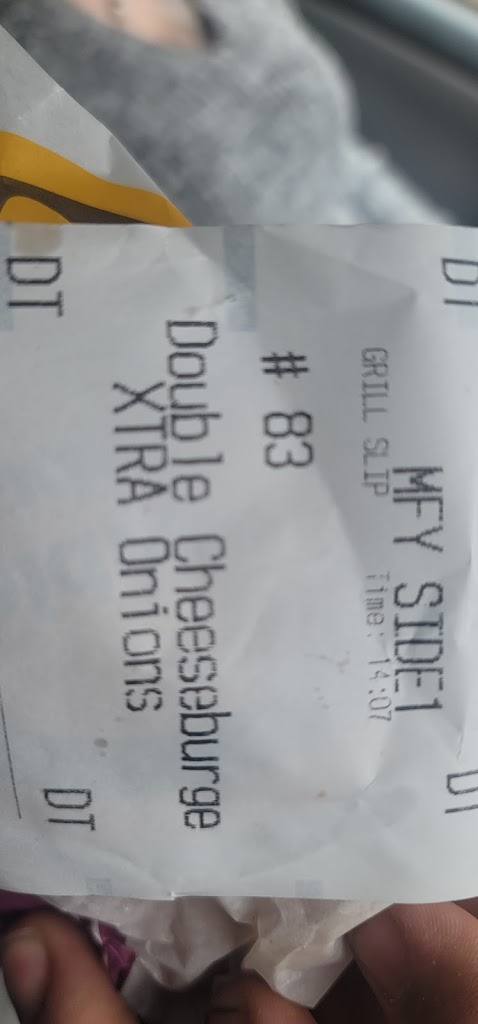 DT DT
MFY SIDE1
GRILL SLIP Time: 14:07
# 83
Double Cheeseburge
XTRA Onions
DT DT